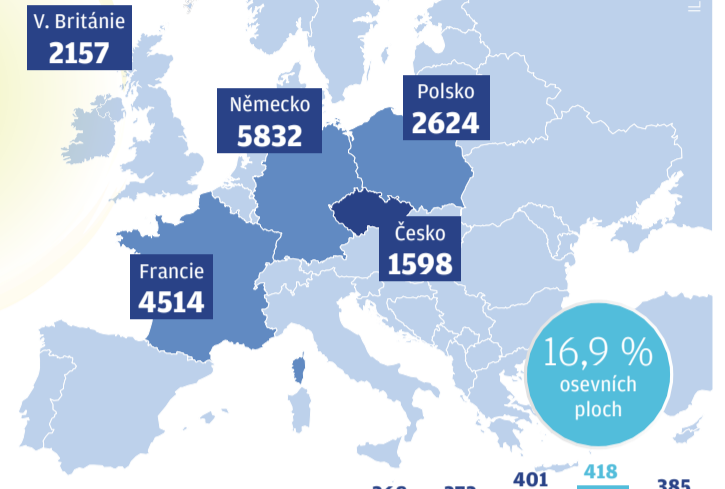 V. Británie
2157
Německo
5832
Polsko
2624
Česko
1598
Francie
4514
16,9 %
osevních
ploch
401
418
385